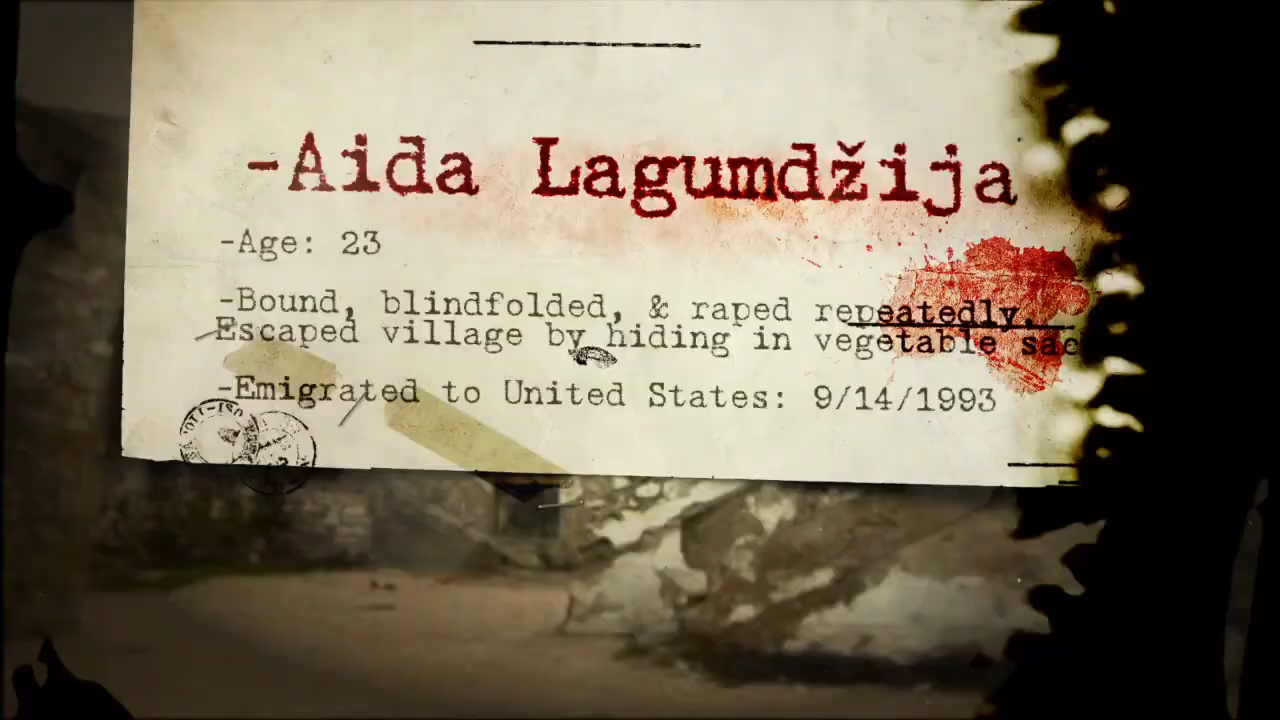 -Aida Lagumdžija
-Age: 23
-Bound, blindfolded, & raped repeatedly.
Escaped village by hiding in vegetable sac
-Emigrated to United States: 9/14/1993